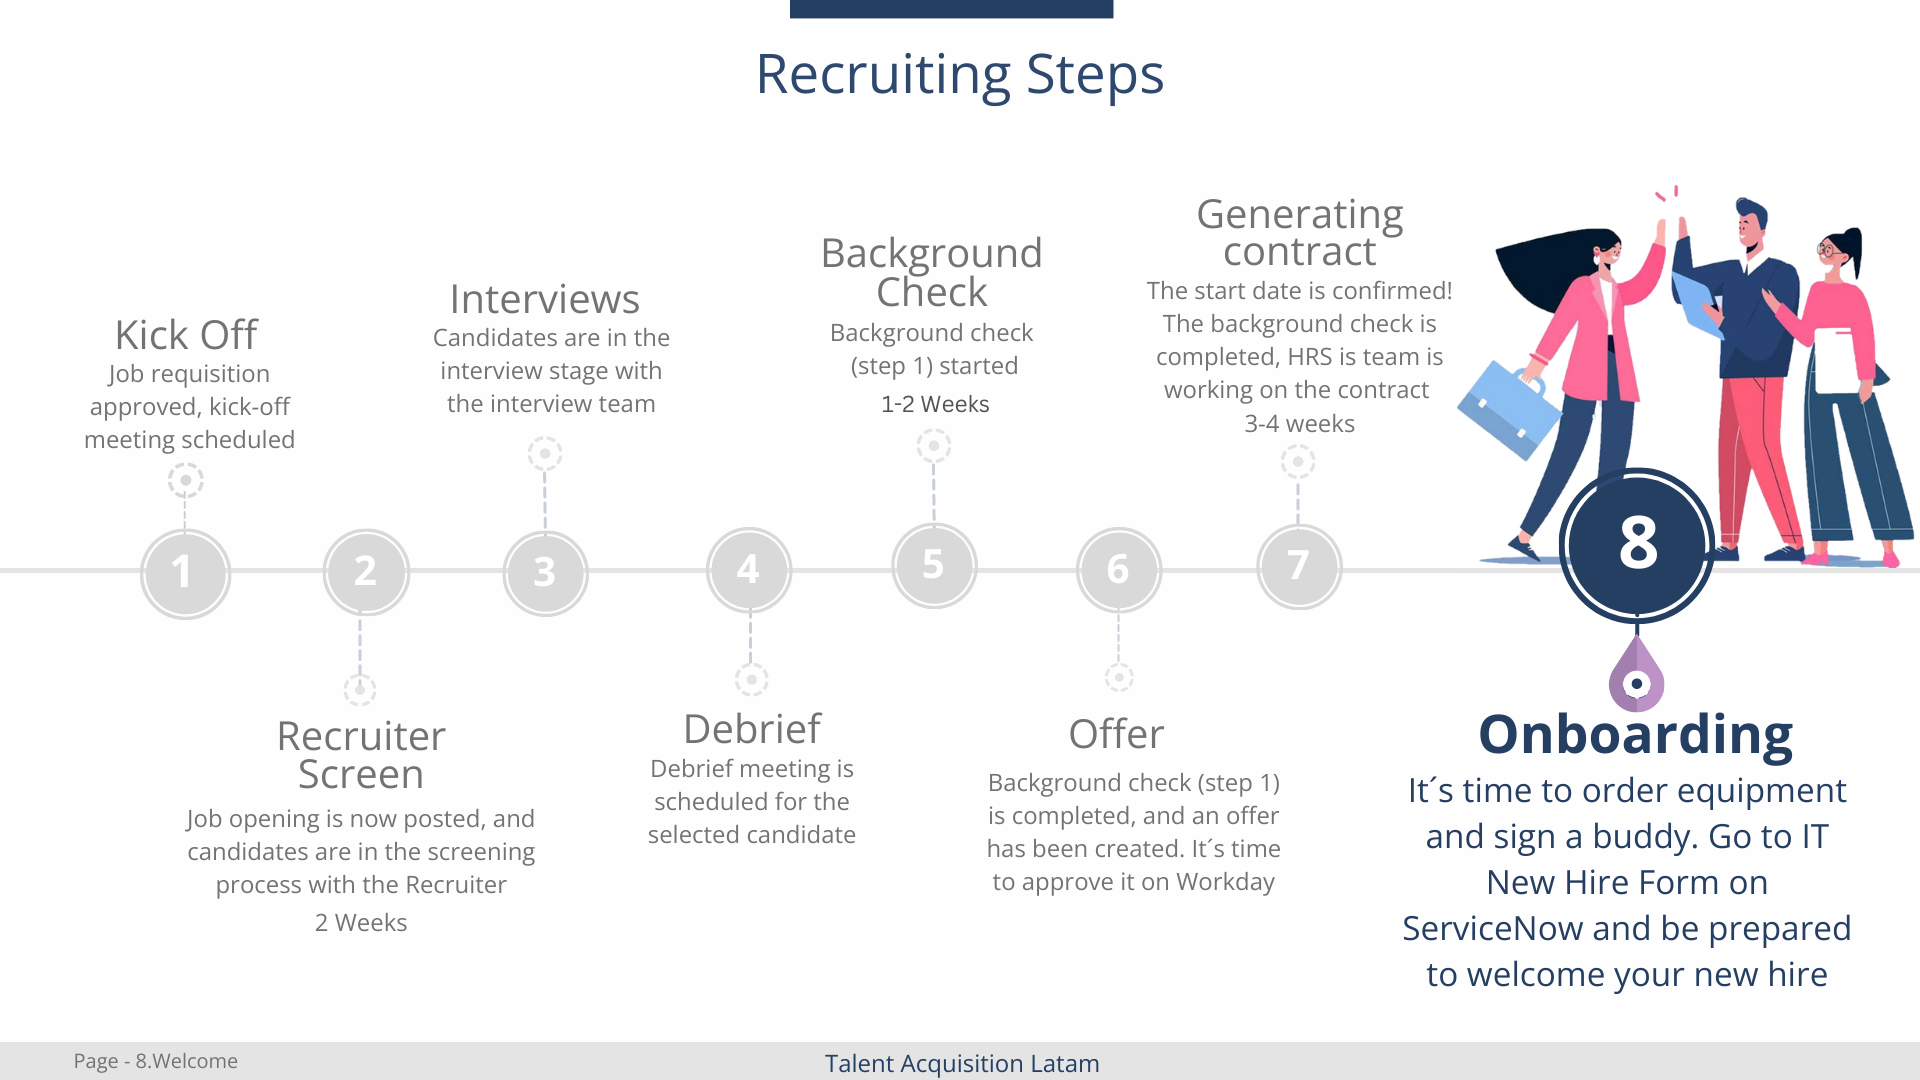 Recruiting Steps
Kick Off
Job requisition
approved, kick-off
meeting scheduled
1
2
Recruiter
Screen
Job opening is now posted, and
candidates are in the screening
process with the Recruiter
2 Weeks
Interviews
Candidates are in the
interview stage with
the interview team
3
4
Debrief
Debrief meeting is
scheduled for the
selected candidate
Background
Check
Background check
(step 1) started
1-2 Weeks
5
6
Offer
Background check (step 1)
is completed, and an offer
has been created. It´s time
to approve it on Workday
Generating
contract
The start date is confirmed!
The background check is
completed, HRS is team is
working on the contract
3-4 weeks
7
8
Onboarding
It´s time to order equipment
and sign a buddy. Go to IT
New Hire Form on
ServiceNow and be prepared
to welcome your new hire
Page - 8.Welcome
Talent Acquisition Latam